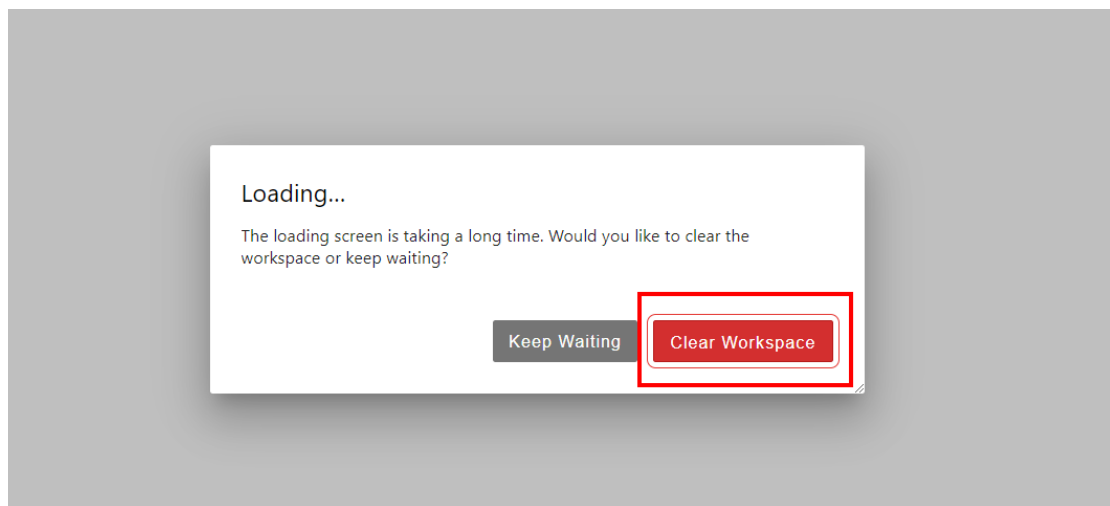 Loading...
The loading screen is taking a long time. Would you like to clear the
workspace or keep waiting?
Keep Waiting
Clear Workspace